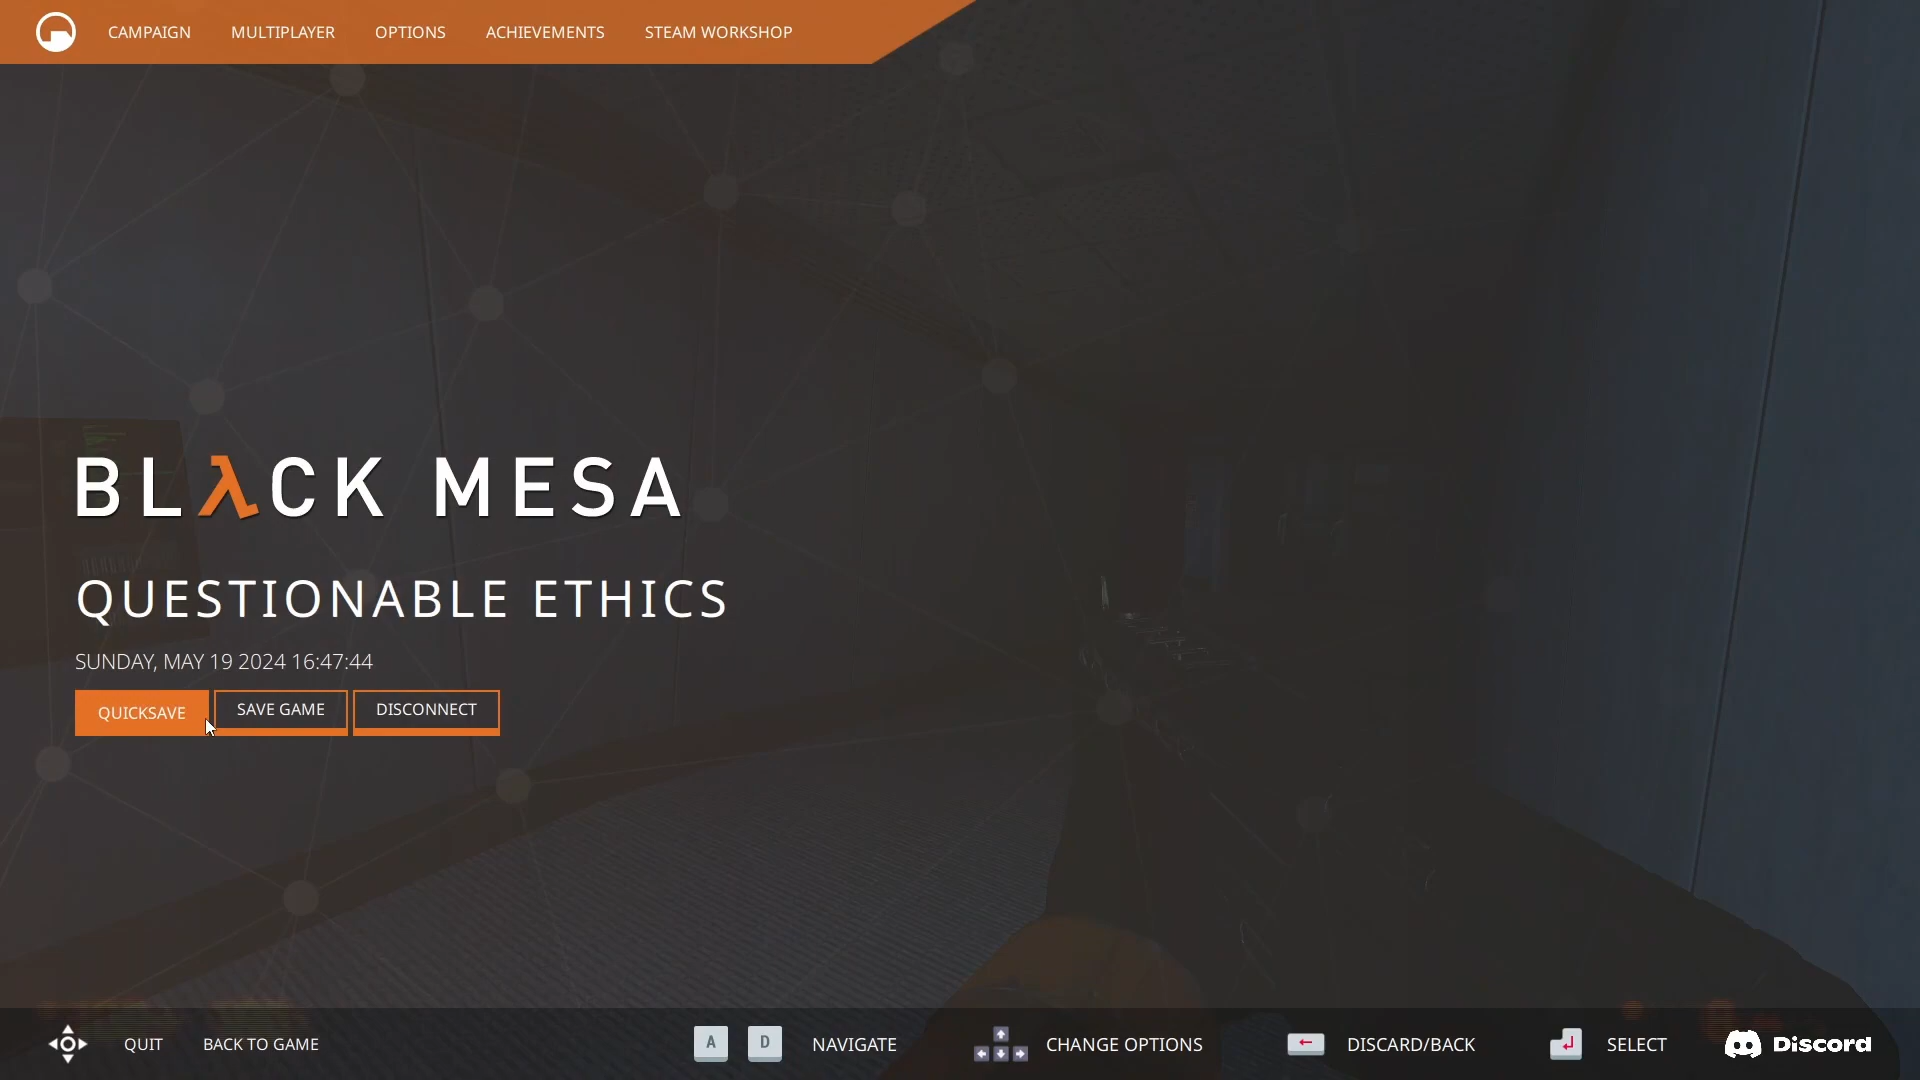 CAMPAIGN MULTIPLAYER OPTIONS ACHIEVEMENTS STEAM WORKSHOP
BLλCK MESA
QUESTIONABLE ETHICS
SUNDAY, MAY 19 2024 16:47:44
QUICKSAVE SAVE GAME DISCONNECT
QUIT BACK TO GAME A D NAVIGATE CHANGE OPTIONS DISCARD/BACK SELECT Discord